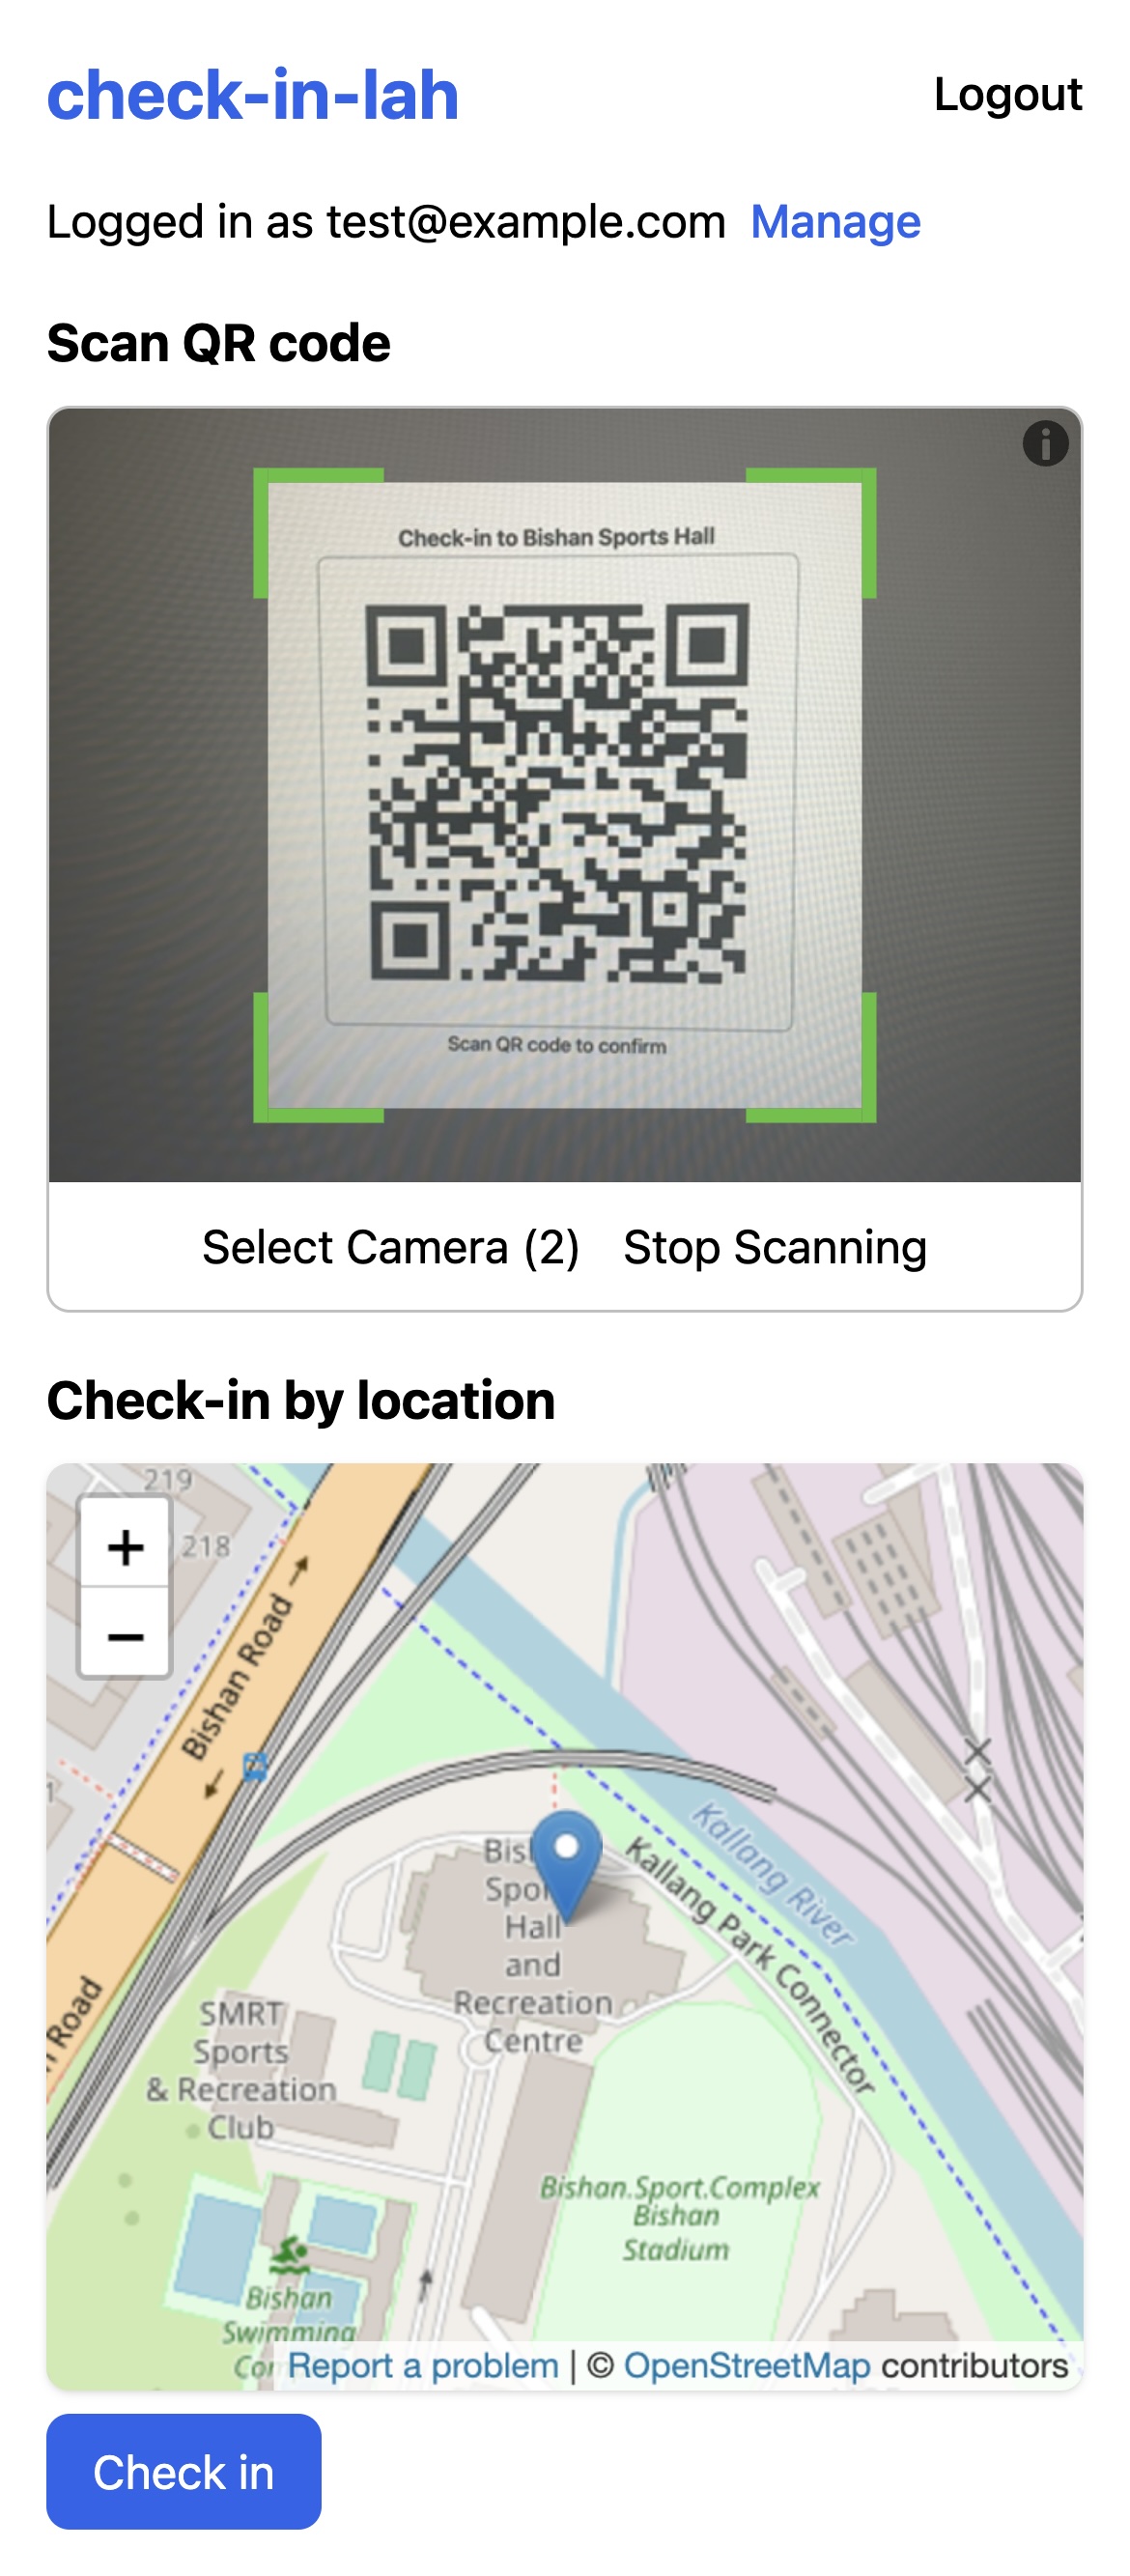 check-in-lah
Logout
Logged in as test@example.com Manage
Scan QR code
Check-in to Bishan Sports Hall
Scan QR code to confirm
Select Camera (2) Stop Scanning
Check-in by location
219
218
+
−
Bishan Road
Road
Kallang River
Kallang Park Connector
Hall
and
Recreation
Centre
SMRT
Sports
& Recreation
Club
Bishan.Sport.Complex
Bishan
Stadium
Bishan
Swimming
Report a problem | © OpenStreetMap contributors
Check in